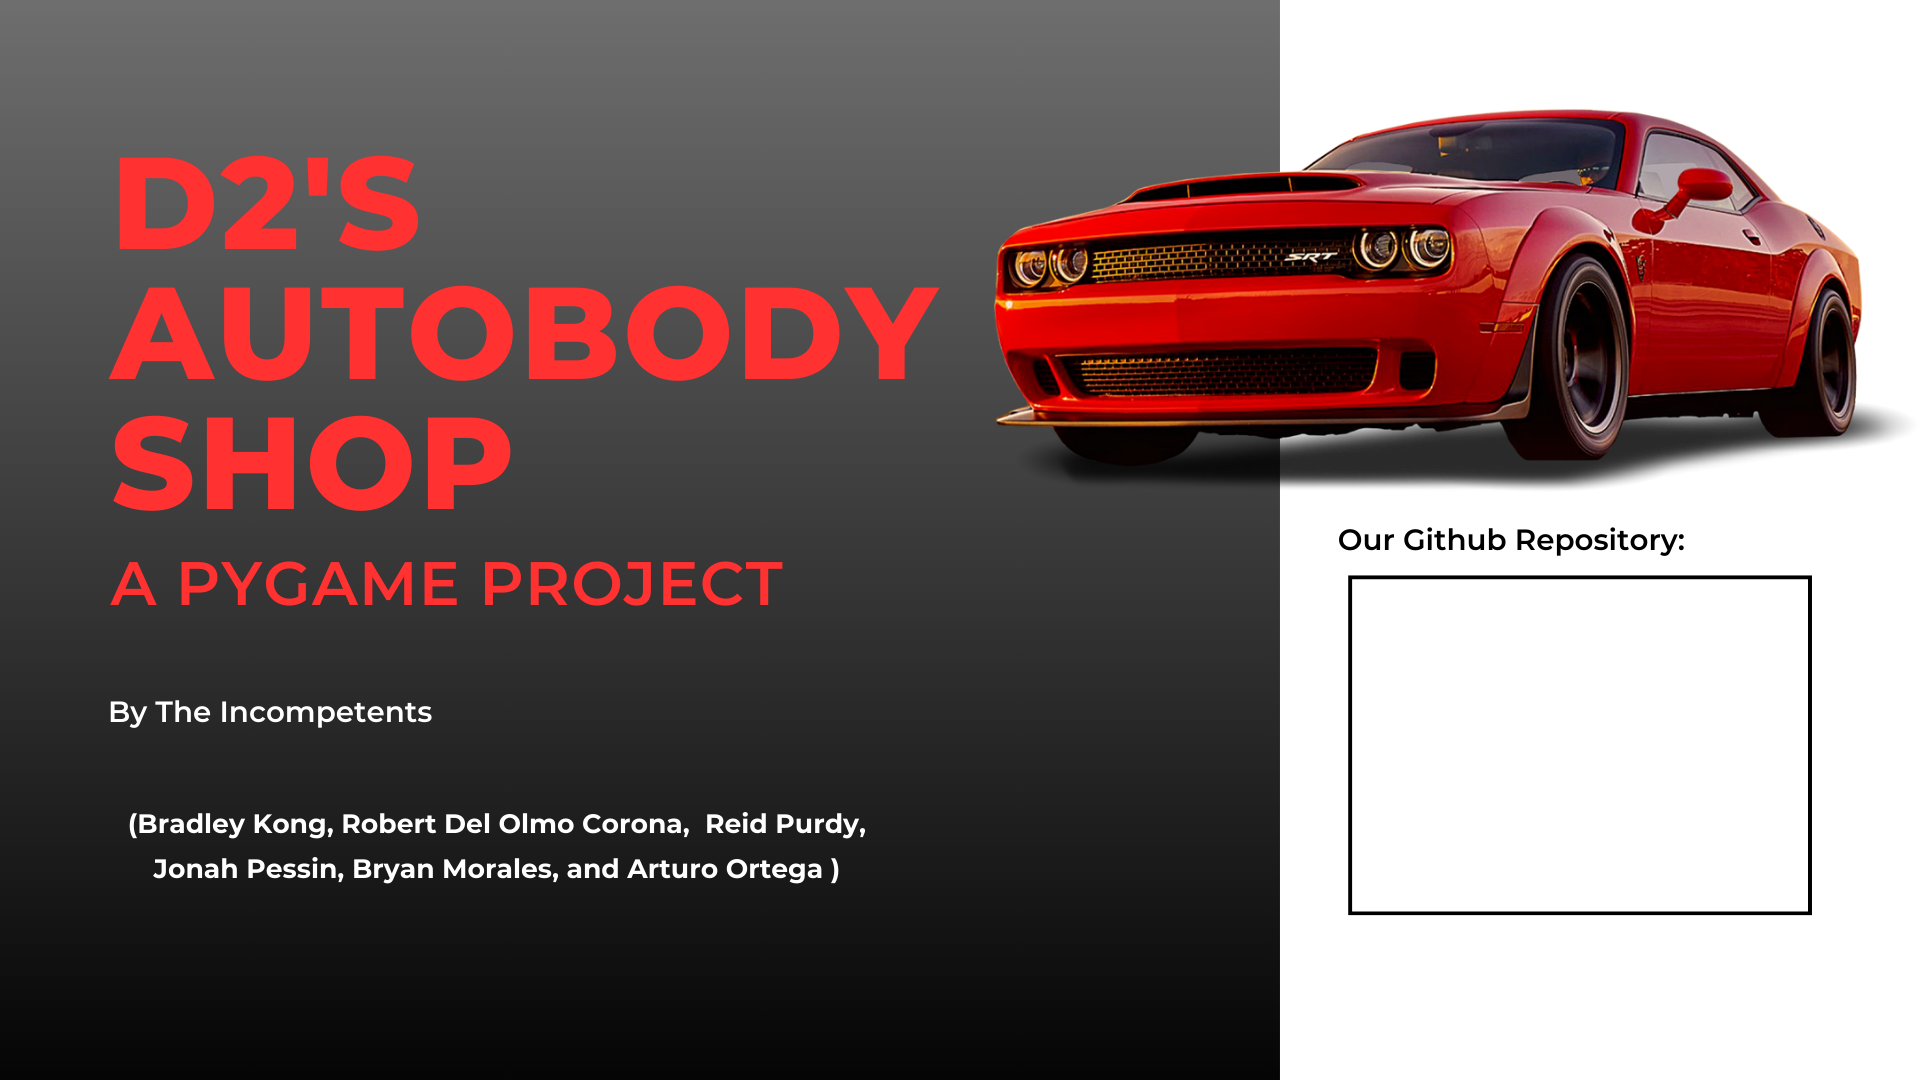 D2'S
AUTOBODY
SHOP
A PYGAME PROJECT
By The Incompetents
(Bradley Kong, Robert Del Olmo Corona,  Reid Purdy,
Jonah Pessin, Bryan Morales, and Arturo Ortega )
SRT
Our Github Repository: